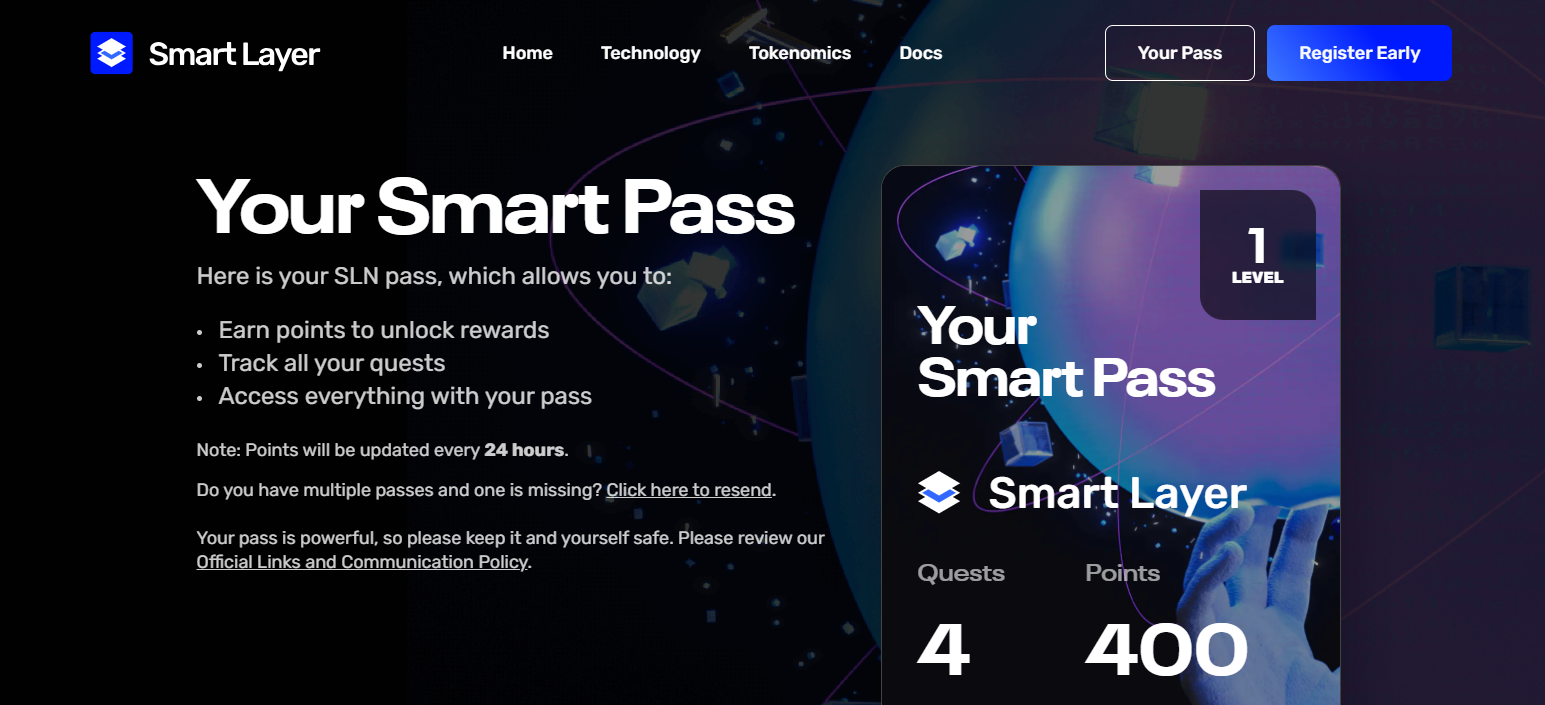 Smart Layer
Home
Technology
Tokenomics
Docs
Your Pass
Register Early
Your Smart Pass
Here is your SLN pass, which allows you to:
• Earn points to unlock rewards
• Track all your quests
• Access everything with your pass
Note: Points will be updated every 24 hours.
Do you have multiple passes and one is missing? Click here to resend.
Your pass is powerful, so please keep it and yourself safe. Please review our
Official Links and Communication Policy.
1
LEVEL
Your
Smart Pass
Smart Layer
Quests
Points
4
400